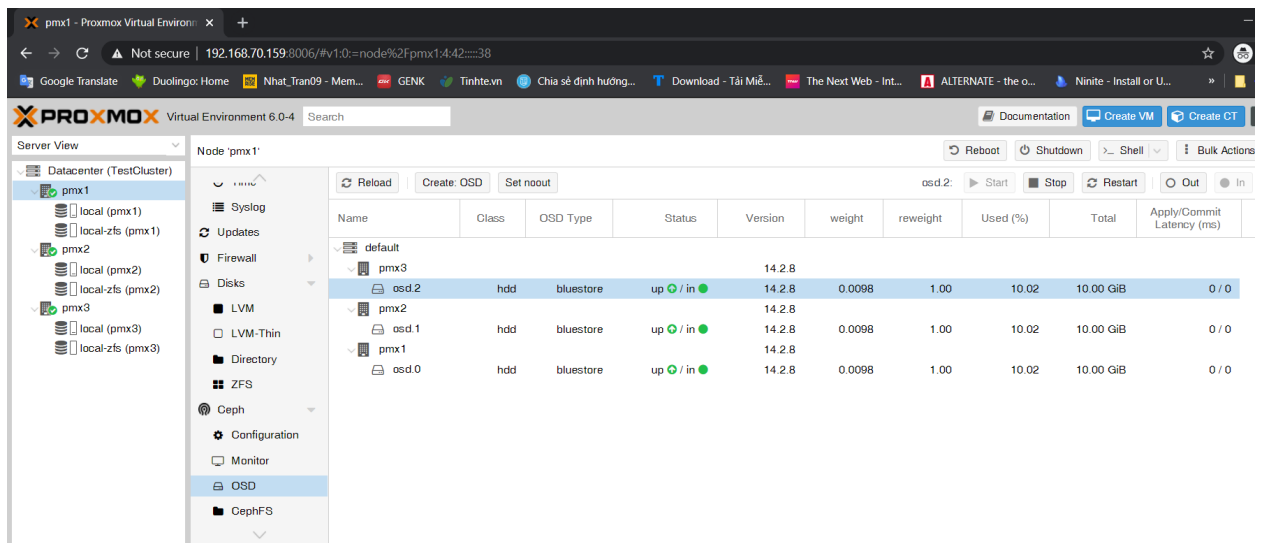 pmx1 - Proxmox Virtual Environm
Not secure | 192.168.70.159:8006/#v1:0:=node%2Fpmx1:4:42:::::38
Google Translate Duolingo: Home Nhat_Tran09 - Mem... GENK Tinhte.vn Chia sẻ định hướng... Download - Tải Miễ... The Next Web - Int... ALTERNATE - the o... Ninite - Install or U... »
PROXMOX Virtual Environment 6.0-4 Search Documentation Create VM Create CT
Server View Node 'pmx1' Reboot Shutdown Shell Bulk Actions
Datacenter (TestCluster)
pmx1
local (pmx1)
local-zfs (pmx1)
pmx2
local (pmx2)
local-zfs (pmx2)
pmx3
local (pmx3)
local-zfs (pmx3)
Syslog
Updates
Firewall
Disks
LVM
LVM-Thin
Directory
ZFS
Ceph
Configuration
Monitor
OSD
CephFS
Reload Create: OSD Set noout osd.2: Start Stop Restart Out In
Name Class OSD Type Status Version weight reweight Used (%) Total Apply/Commit Latency (ms)
default
pmx3 14.2.8
osd.2 hdd bluestore up / in 14.2.8 0.0098 1.00 10.02 10.00 GiB 0 / 0
pmx2 14.2.8
osd.1 hdd bluestore up / in 14.2.8 0.0098 1.00 10.02 10.00 GiB 0 / 0
pmx1 14.2.8
osd.0 hdd bluestore up / in 14.2.8 0.0098 1.00 10.02 10.00 GiB 0 / 0